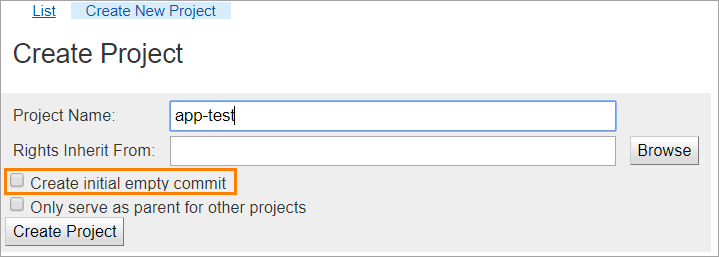 List Create New Project
Create Project
Project Name: app-test
Rights Inherit From: Browse
Create initial empty commit
Only serve as parent for other projects
Create Project